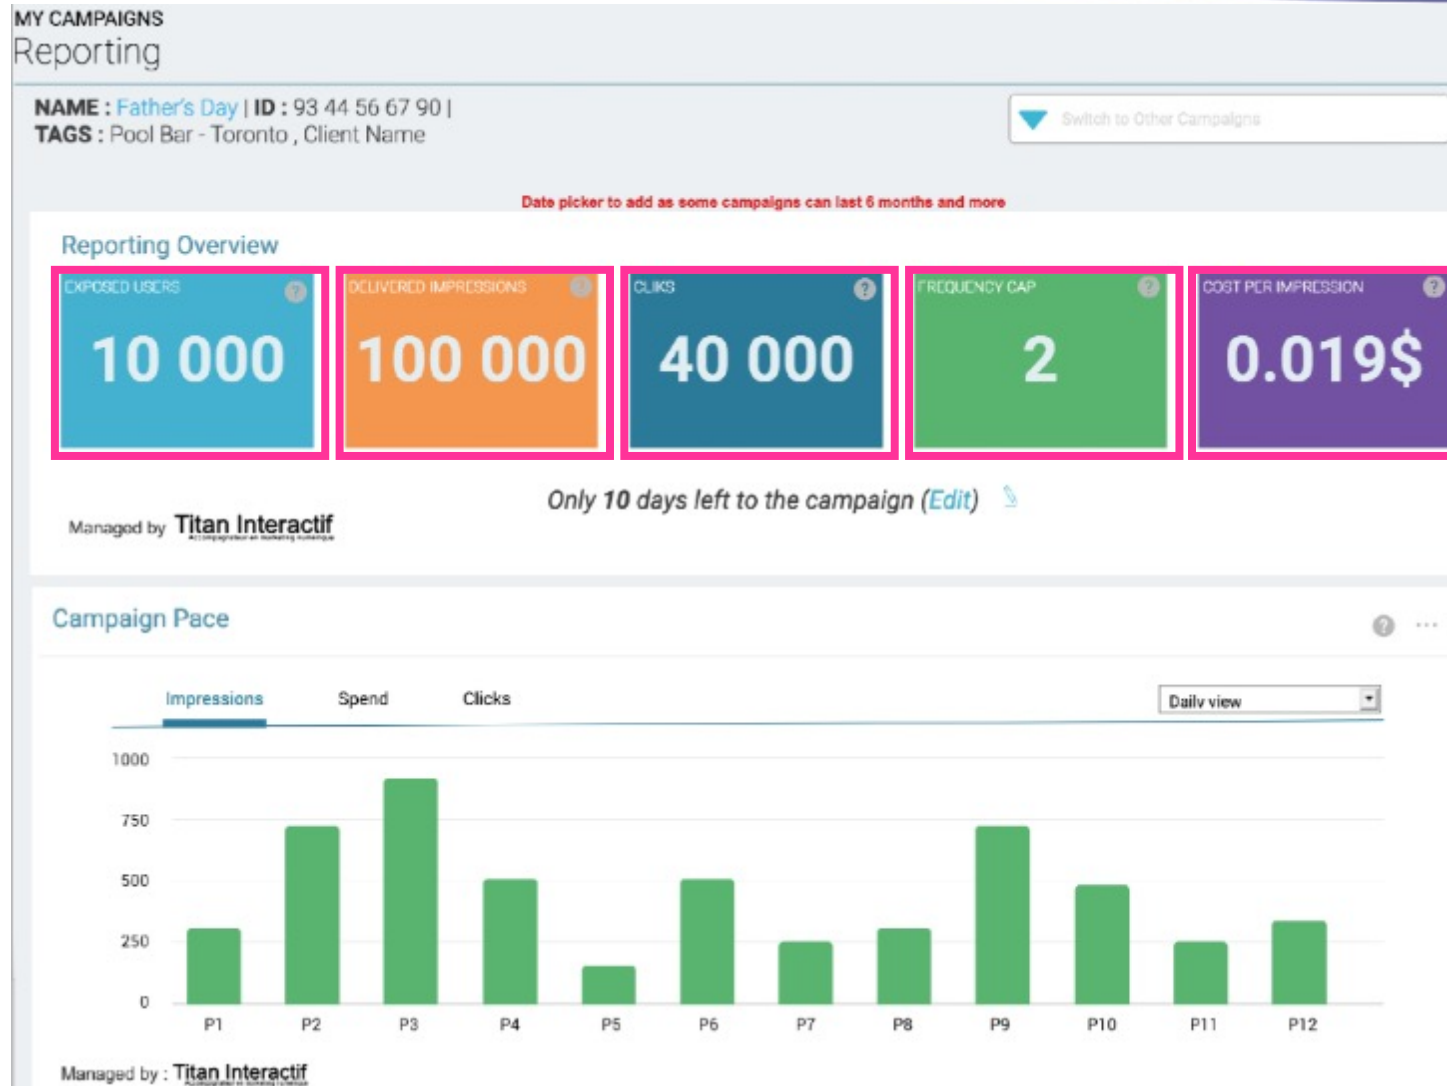 MY CAMPAIGNS
Reporting
NAME : Father's Day | ID : 93 44 56 67 90 |
TAGS : Pool Bar - Toronto , Client Name
Switch to Other Campaigns
Date picker to add as some campaigns can last 6 months and more
Reporting Overview
EXPOSED USERS ? DELIVERED IMPRESSIONS ? CLIKS ? FREQUENCY CAP ? COST PER IMPRESSION ?
10 000 100 000 40 000 2 0.019$
Only 10 days left to the campaign (Edit)
Managed by Titan Interactif
Accompagnateur en marketing numérique
Campaign Pace
? ...
Impressions Spend Clicks Daily view
1000
750
500
250
0
P1 P2 P3 P4 P5 P6 P7 P8 P9 P10 P11 P12
Managed by : Titan Interactif